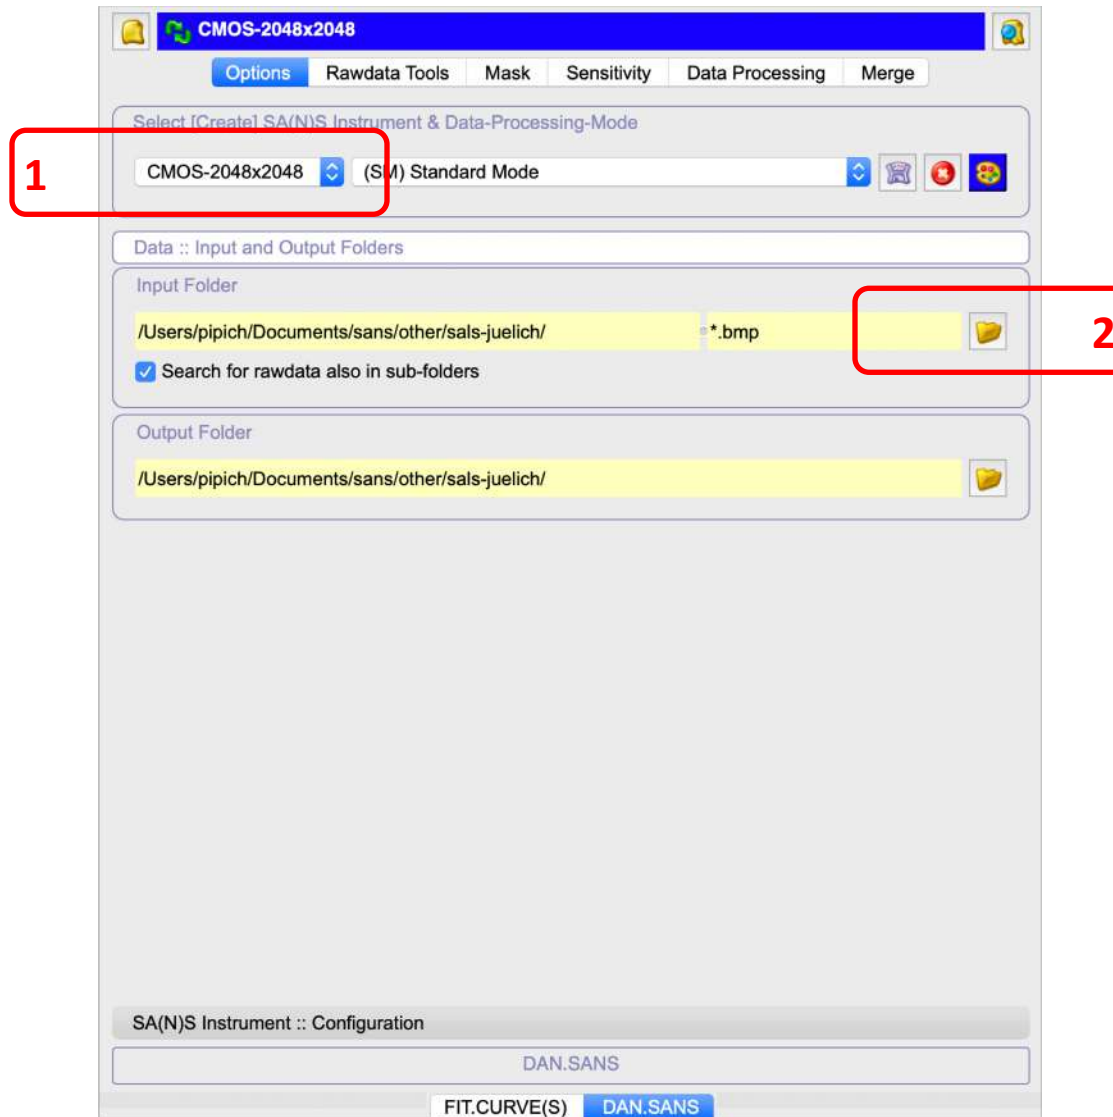 CMOS-2048x2048
Options Rawdata Tools Mask Sensitivity Data Processing Merge
Select [Create] SA(N)S Instrument & Data-Processing-Mode
1 CMOS-2048x2048 (SM) Standard Mode
Data :: Input and Output Folders
Input Folder
/Users/pipich/Documents/sans/other/sals-juelich/ *.bmp 2
Search for rawdata also in sub-folders
Output Folder
/Users/pipich/Documents/sans/other/sals-juelich/
SA(N)S Instrument :: Configuration
DAN.SANS
FIT.CURVE(S) DAN.SANS